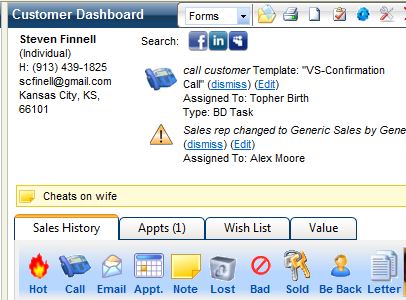 Customer Dashboard
Forms
Steven Finnell
(Individual)
H: (913) 439-1825
scfinell@gmail.com
Kansas City, KS,
66101
Search:
f in
call customer Template: "VS-Confirmation
Call" (dismiss) (Edit)
Assigned To: Topher Birth
Type: BD Task
Sales rep changed to Generic Sales by Gene
(dismiss) (Edit)
Assigned To: Alex Moore
Cheats on wife
Sales History
Appts (1)
Wish List
Value
Hot
Call
Email
Appt.
Note
Lost
Bad
Sold
Be Back
Letter